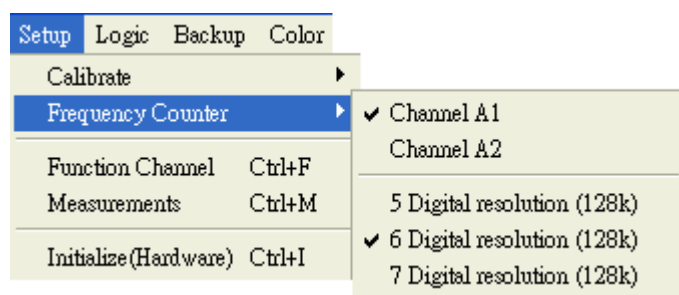 Setup Logic Backup Color
Calibrate
Frequency Counter
Function Channel Ctrl+F
Measurements Ctrl+M
Initialize(Hardware) Ctrl+I
Channel A1
Channel A2
5 Digital resolution (128k)
6 Digital resolution (128k)
7 Digital resolution (128k)